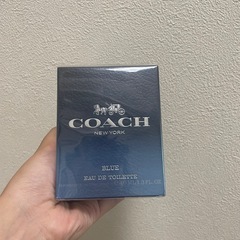 COACH
NEW YORK
BLUE
EAU DE TOILETTE